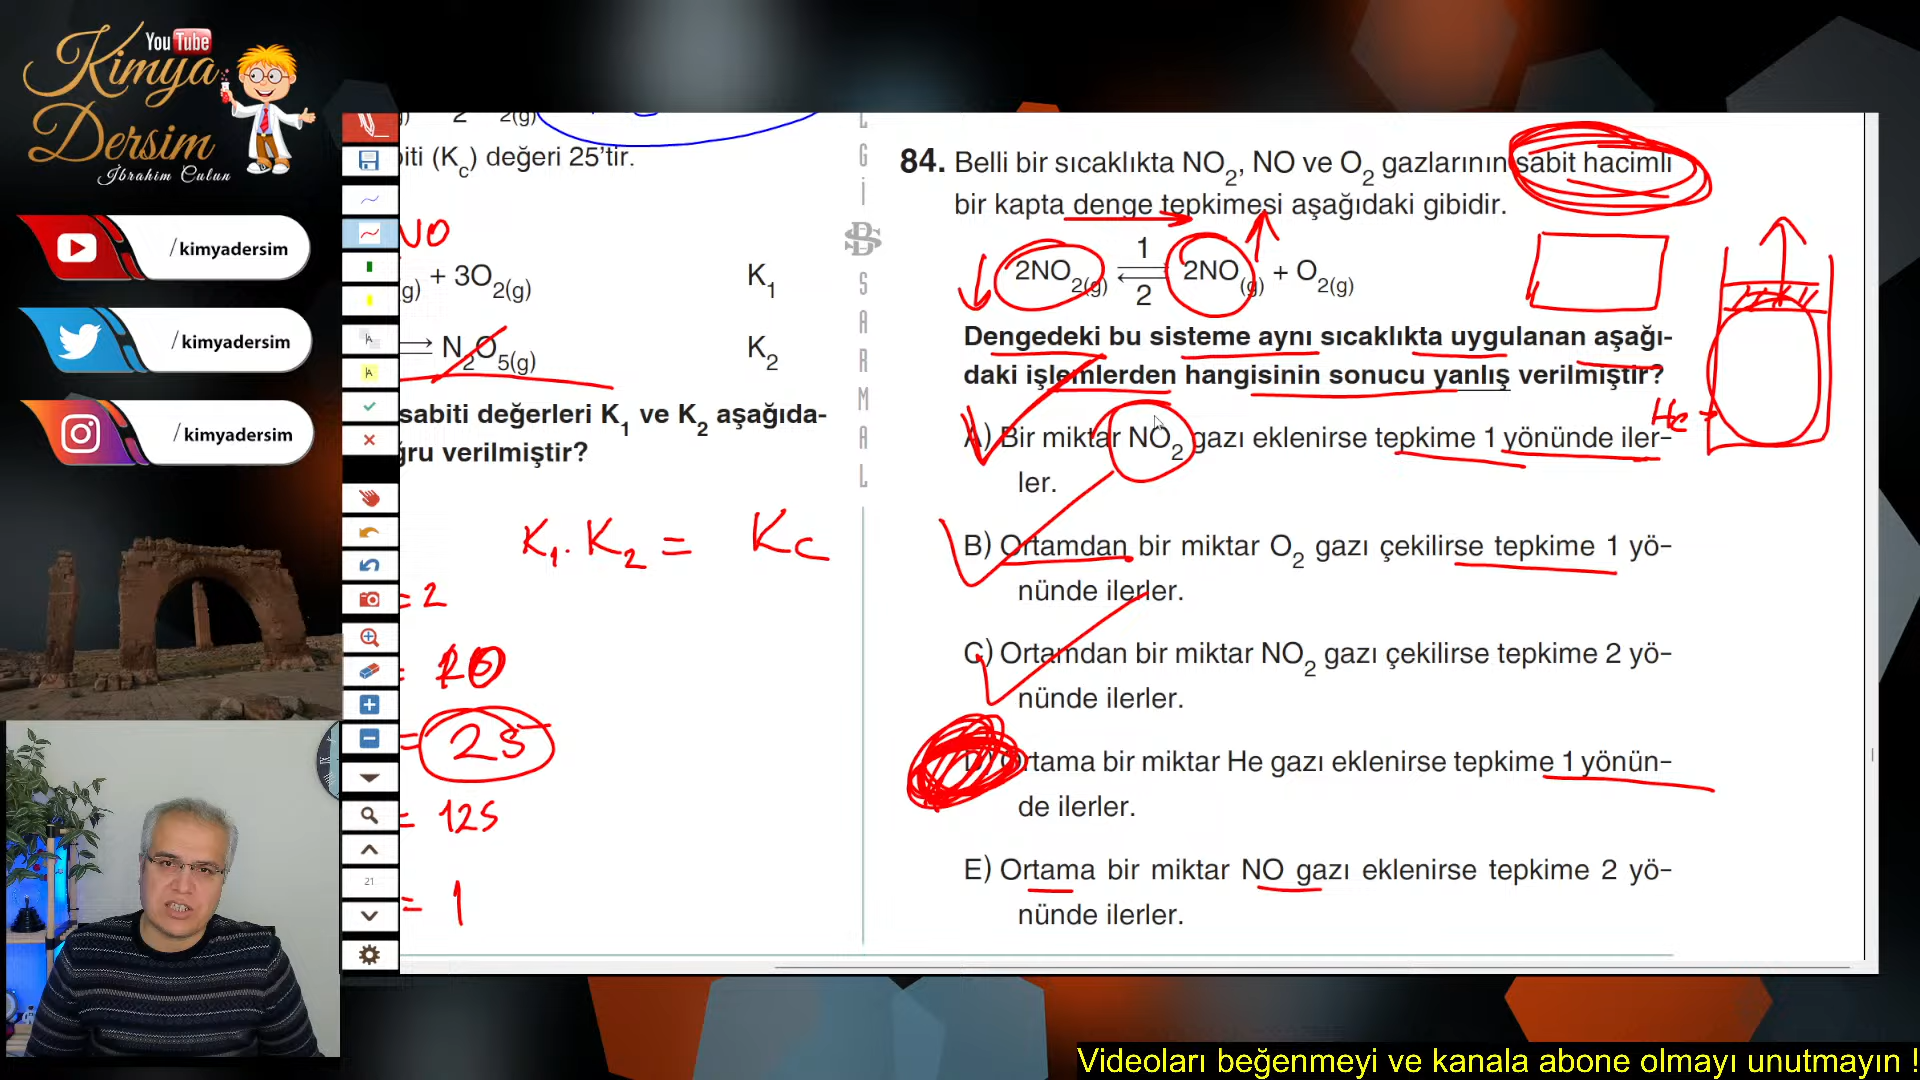 YouTube
Kimya
Dersim
İbrahim Culun
/kimyadersim
/kimyadersim
/kimyadersim
biti (Kc) değeri 25'tir.
NO
(g) + 3O2(g) K1
⇌ N2O5(g) K2
sabiti değerleri K1 ve K2 aşağıda-
ğru verilmiştir?
K1 . K2 = Kc
= 2
= 25
= 125
= 1
21
SARMAL
84. Belli bir sıcaklıkta NO2, NO ve O2 gazlarının sabit hacimli
bir kapta denge tepkimesi aşağıdaki gibidir.
2NO2(g) 1 ⇌ 2 2NO(g) + O2(g)
Dengedeki bu sisteme aynı sıcaklıkta uygulanan aşağı-
daki işlemlerden hangisinin sonucu yanlış verilmiştir?
He
A) Bir miktar NO2 gazı eklenirse tepkime 1 yönünde iler-
ler.
B) Ortamdan bir miktar O2 gazı çekilirse tepkime 1 yö-
nünde ilerler.
C) Ortamdan bir miktar NO2 gazı çekilirse tepkime 2 yö-
nünde ilerler.
D) Ortama bir miktar He gazı eklenirse tepkime 1 yönün-
de ilerler.
E) Ortama bir miktar NO gazı eklenirse tepkime 2 yö-
nünde ilerler.
Videoları beğenmeyi ve kanala abone olmayı unutmayın !